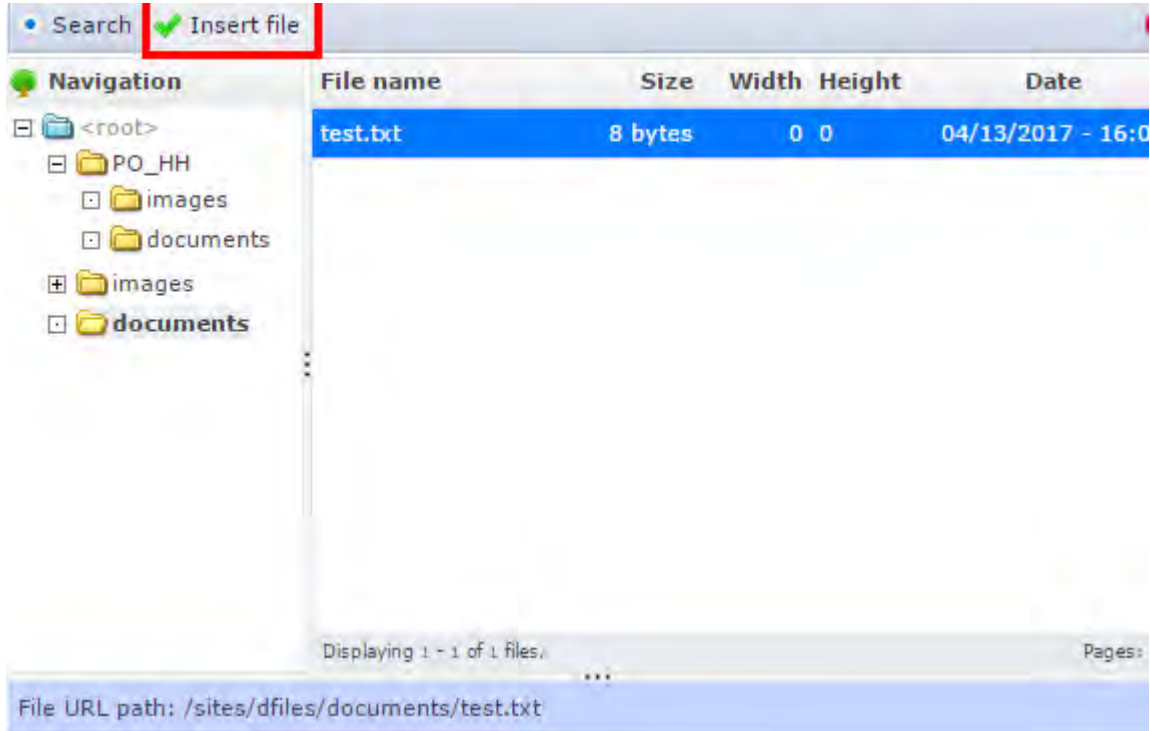 Search Insert file
Navigation File name Size Width Height Date
<root> test.txt 8 bytes 0 0 04/13/2017 - 16:0
PO_HH
images
documents
images
documents
Displaying 1 - 1 of 1 files. Pages:
File URL path: /sites/dfiles/documents/test.txt